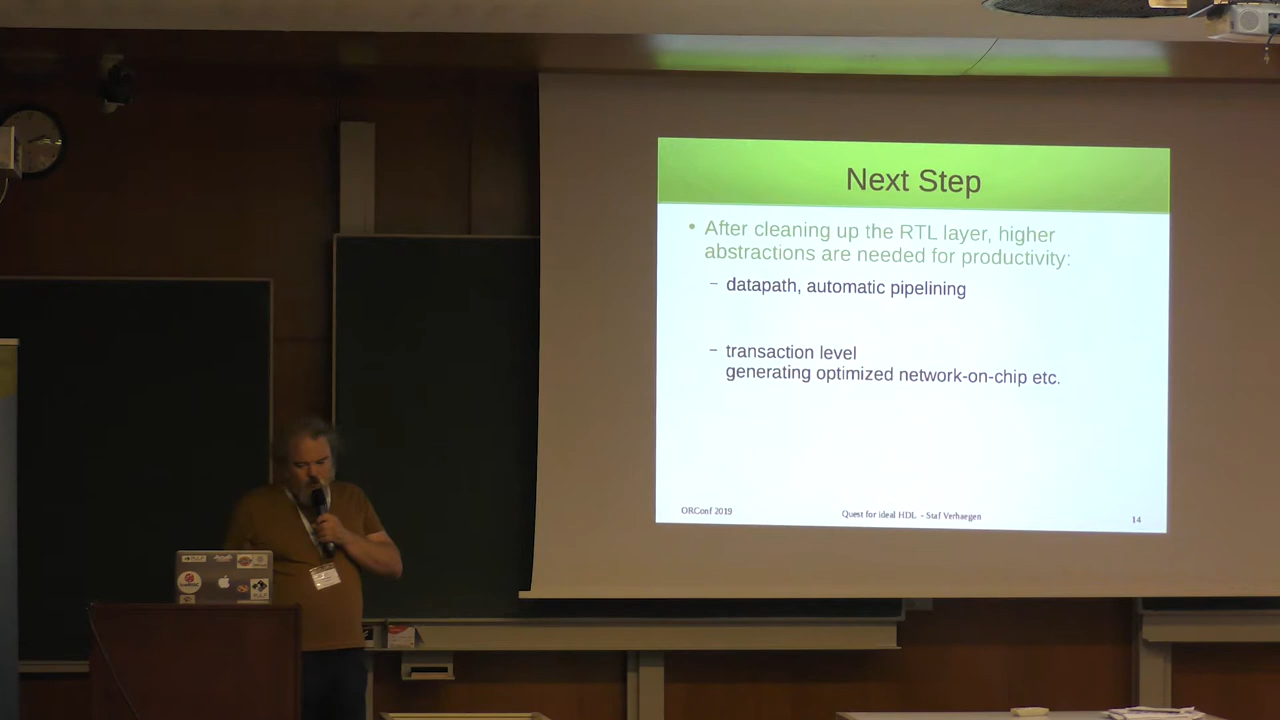 Next Step
• After cleaning up the RTL layer, higher
abstractions are needed for productivity:
– datapath, automatic pipelining
– transaction level
generating optimized network-on-chip etc.
ORConf 2019
Quest for ideal HDL - Staf Verhaegen
14